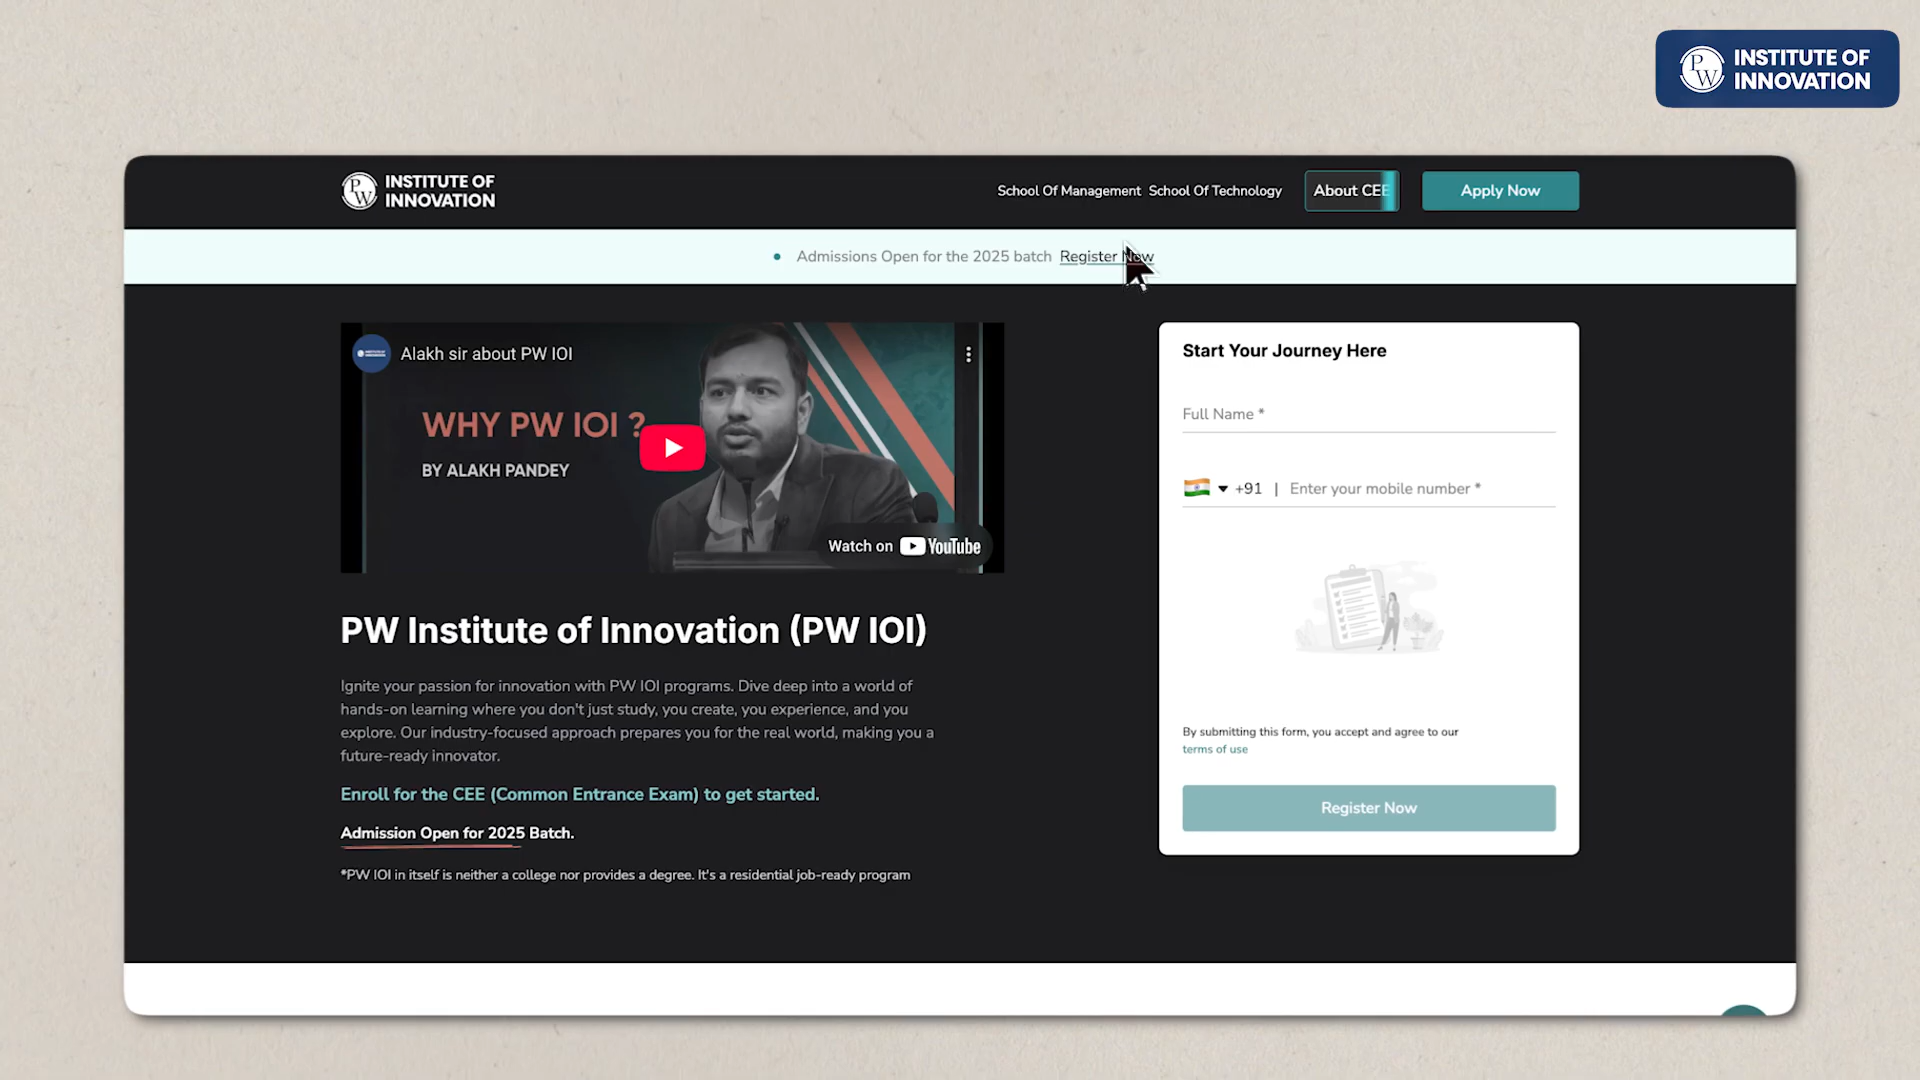 PW INSTITUTE OF
INNOVATION
PW INSTITUTE OF
INNOVATION
School Of Management School Of Technology About CEE Apply Now
Admissions Open for the 2025 batch Register Now
Alakh sir about PW IOI
WHY PW IOI ?
BY ALAKH PANDEY
Watch on YouTube
PW Institute of Innovation (PW IOI)
Ignite your passion for innovation with PW IOI programs. Dive deep into a world of
hands-on learning where you don't just study, you create, you experience, and you
explore. Our industry-focused approach prepares you for the real world, making you a
future-ready innovator.
Enroll for the CEE (Common Entrance Exam) to get started.
Admission Open for 2025 Batch.
*PW IOI in itself is neither a college nor provides a degree. It's a residential job-ready program
Start Your Journey Here
Full Name *
+91 | Enter your mobile number *
By submitting this form, you accept and agree to our
terms of use
Register Now